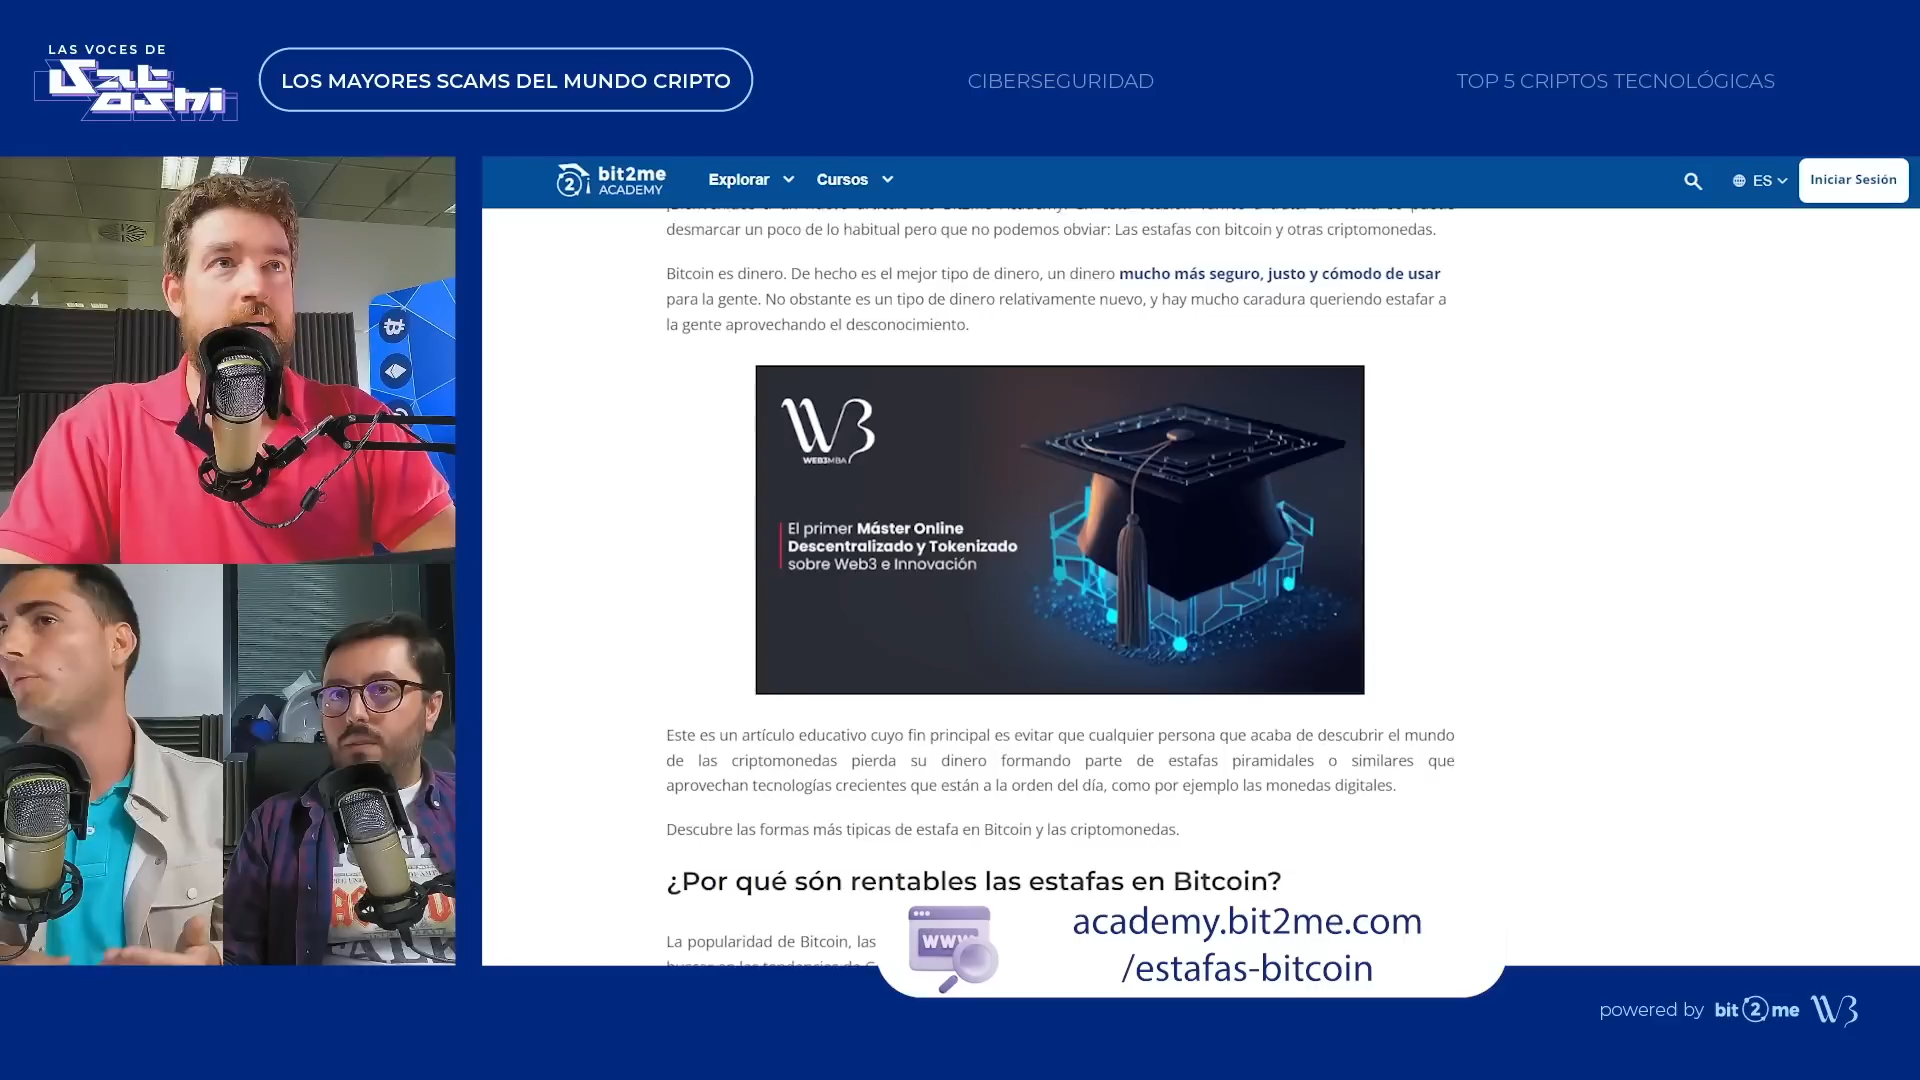 LAS VOCES DE
Satoshi
LOS MAYORES SCAMS DEL MUNDO CRIPTO
CIBERSEGURIDAD
TOP 5 CRIPTOS TECNOLÓGICAS
bit2me
ACADEMY
Explorar
Cursos
ES
Iniciar Sesión
desmarcar un poco de lo habitual pero que no podemos obviar: Las estafas con bitcoin y otras criptomonedas.
Bitcoin es dinero. De hecho es el mejor tipo de dinero, un dinero mucho más seguro, justo y cómodo de usar
para la gente. No obstante es un tipo de dinero relativamente nuevo, y hay mucho caradura queriendo estafar a
la gente aprovechando el desconocimiento.
W3
WEB3MBA
El primer Máster Online
Descentralizado y Tokenizado
sobre Web3 e Innovación
Este es un artículo educativo cuyo fin principal es evitar que cualquier persona que acaba de descubrir el mundo
de las criptomonedas pierda su dinero formando parte de estafas piramidales o similares que
aprovechan tecnologías crecientes que están a la orden del día, como por ejemplo las monedas digitales.
Descubre las formas más tipicas de estafa en Bitcoin y las criptomonedas.
¿Por qué són rentables las estafas en Bitcoin?
La popularidad de Bitcoin, las
WWW
academy.bit2me.com
/estafas-bitcoin
powered by bit2me W3